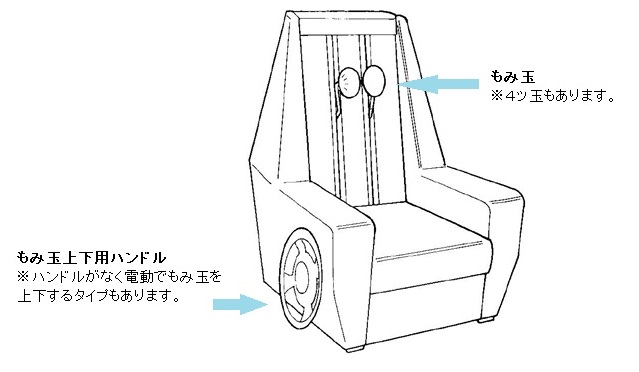 もみ玉
※４ツ玉もあります。
もみ玉上下用ハンドル
※ハンドルがなく電動でもみ玉を
上下するタイプもあります。